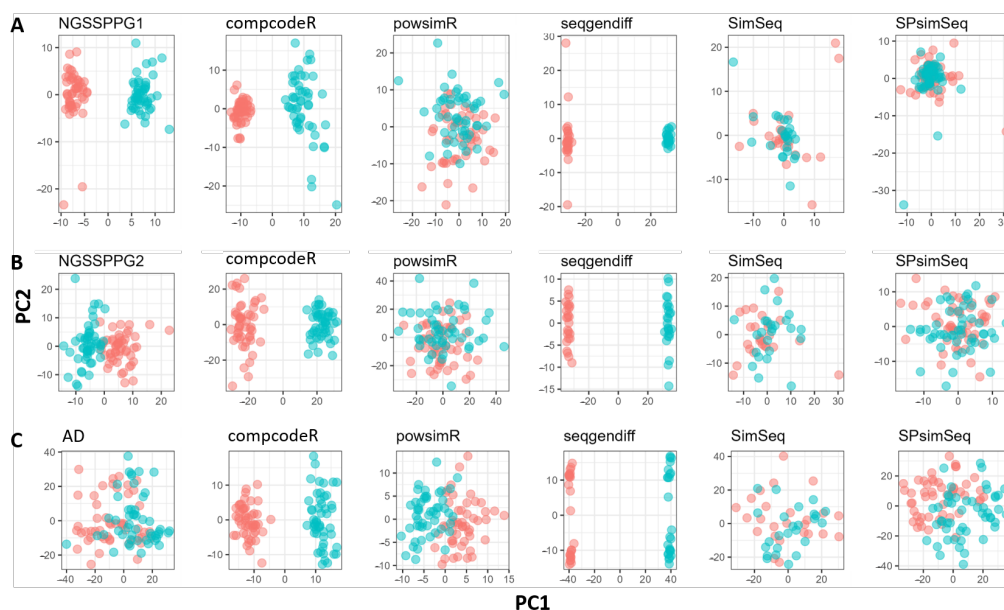 A
NGSSPPG1 compcodeR powsimR seqgendiff SimSeq SPsimSeq
10 0 −10 −20
−10 −5 0 5 10
10 0 −10 −20
−10 0 10 20
10 0 −10 −20
−20 −10 0 10 20
30 20 10 0 −10 −20
−30 −20 −10 0 10 20 30
20 10 0 −10
−10 0 10
10 0 −10 −20 −30
−10 0 10 20
B
NGSSPPG2 compcodeR powsimR seqgendiff SimSeq SPsimSeq
20 10 0 −10
−10 0 10 20
20 0 −20
−20 0 20
40 20 0 −20
−20 0 20 40
10 5 0 −5 −10 −15
−20 0 20
20 10 0 −10
−10 0 10 20 30
10 0 −10
−10 −5 0 5 10
C
AD compcodeR powsimR seqgendiff SimSeq SPsimSeq
40 20 0 −20
−40 −20 0 20
10 0 −10
−10 0 10
10 5 0 −5 −10
−10 −5 0 5 10 15
10 0 −10
−40 −20 0 20 40
40 20 0 −20
−20 0 20
20 0 −20 −40
−20 −10 0 10 20
PC2
PC1